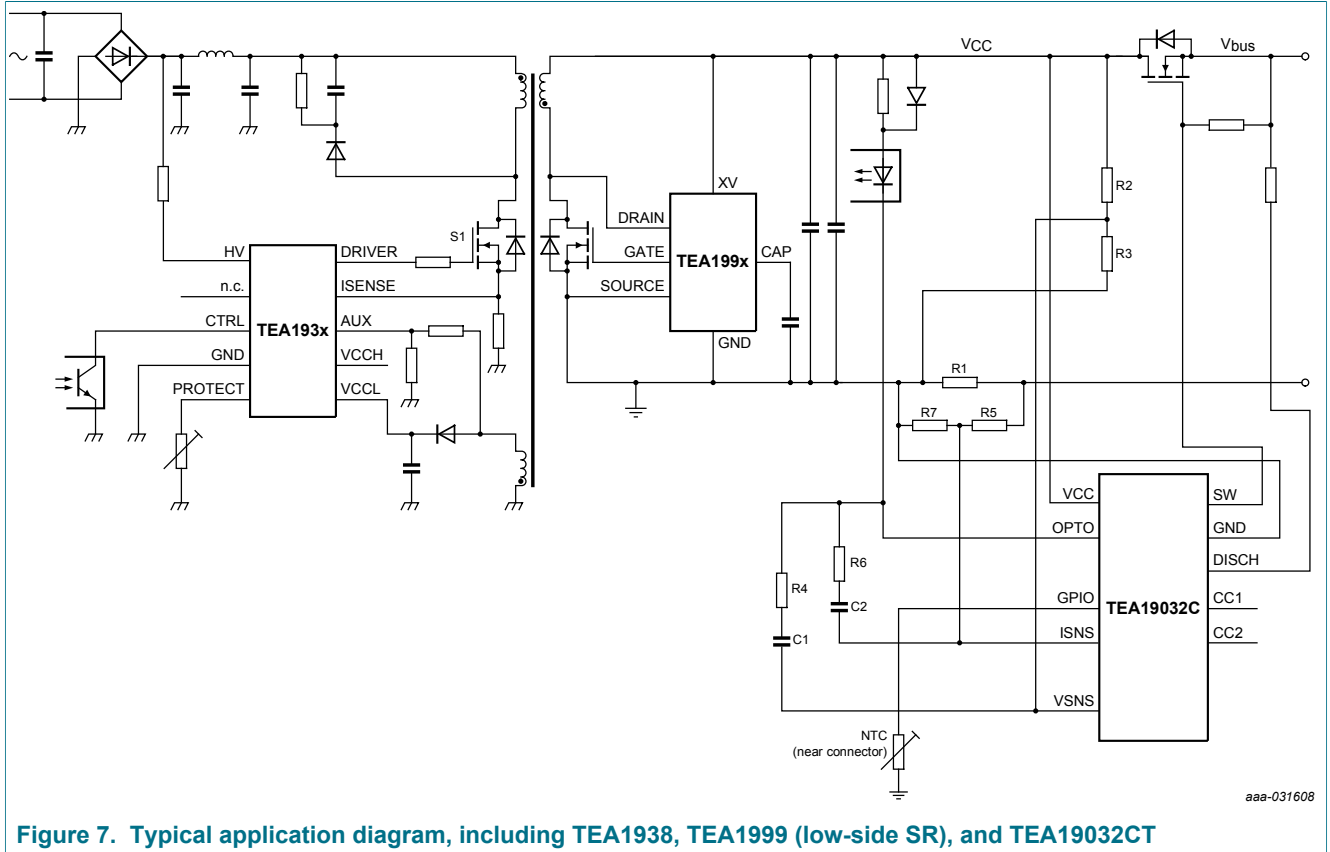 VCC
Vbus
XV
R2
DRAIN
S1
HV
DRIVER
GATE
TEA199x
CAP
R3
n.c.
ISENSE
SOURCE
CTRL
TEA193x
AUX
GND
VCCH
GND
PROTECT
VCCL
R1
R7
R5
VCC
SW
OPTO
GND
R6
DISCH
R4
GPIO
TEA19032C
CC1
C2
C1
ISNS
CC2
VSNS
NTC
(near connector)
aaa-031608
Figure 7. Typical application diagram, including TEA1938, TEA1999 (low-side SR), and TEA19032CT